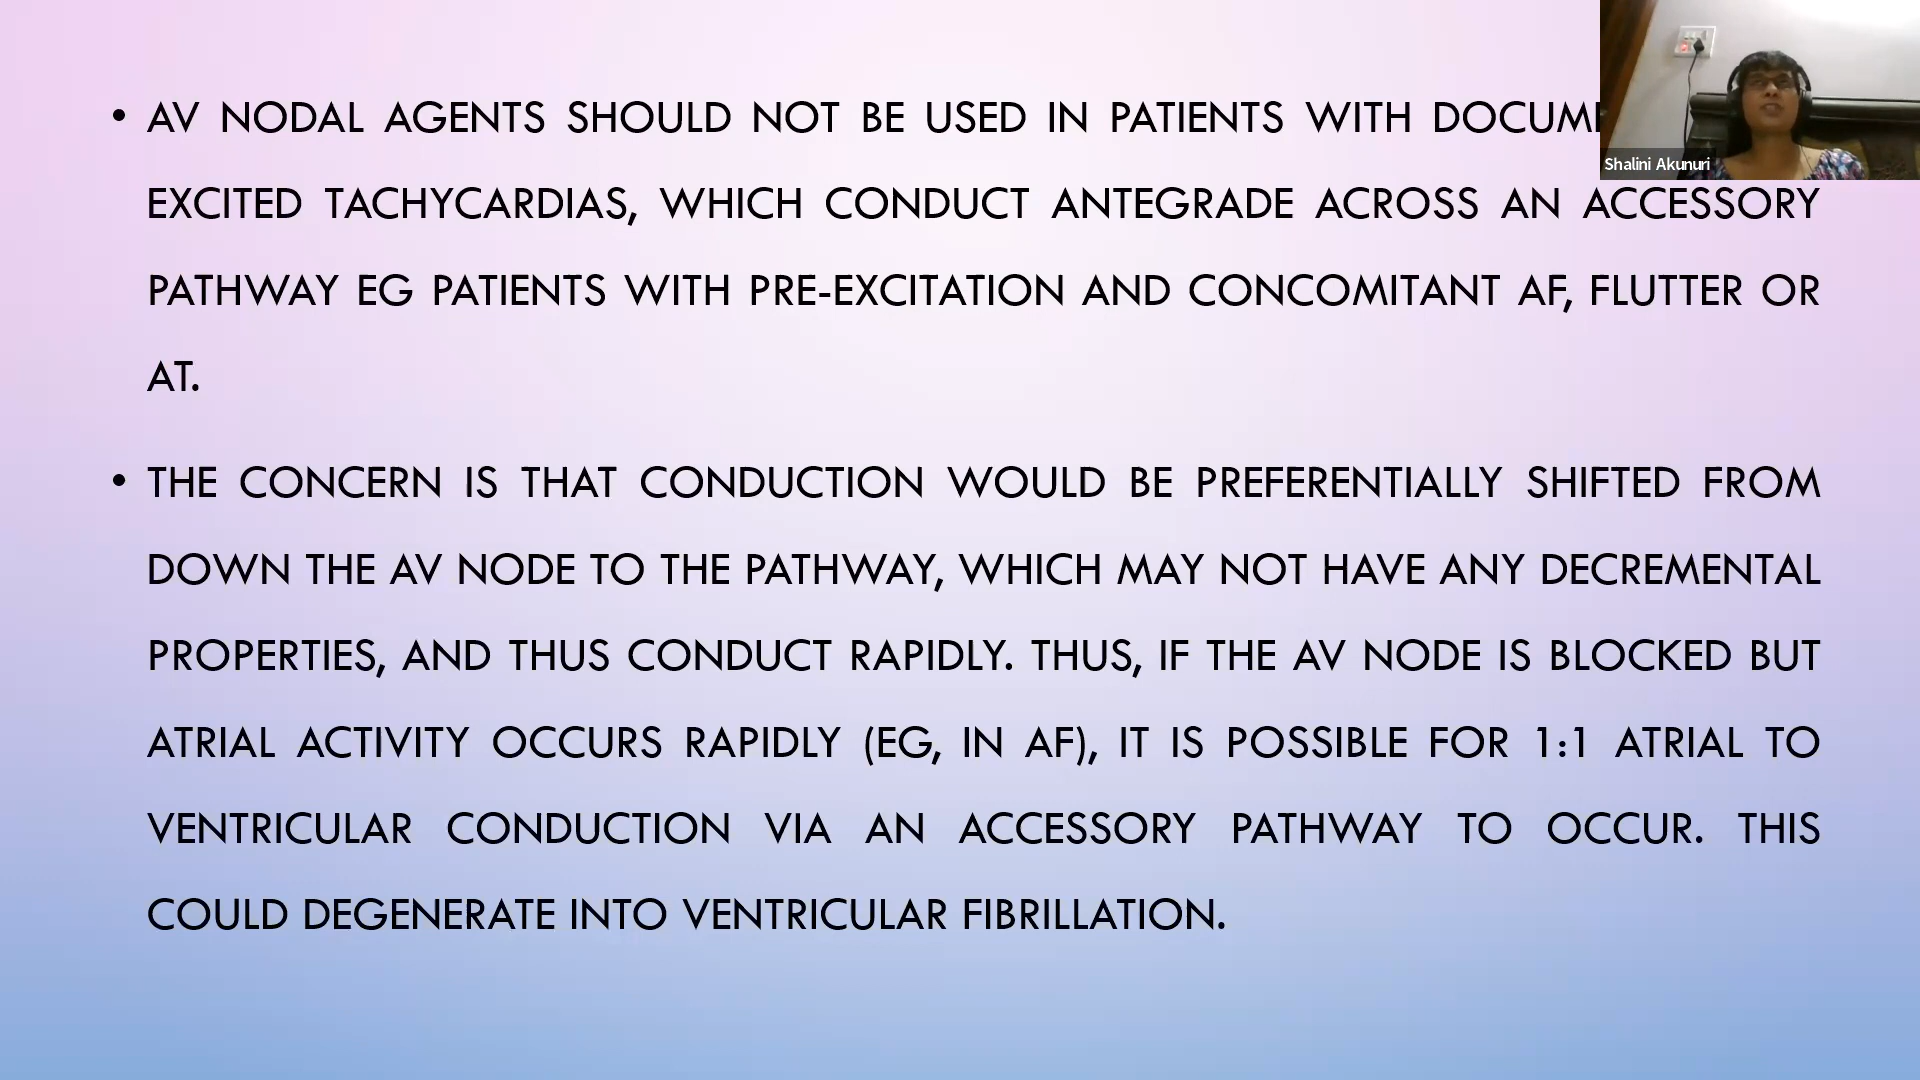 • AV NODAL AGENTS SHOULD NOT BE USED IN PATIENTS WITH
EXCITED TACHYCARDIAS, WHICH CONDUCT ANTEGRADE ACROSS AN ACCESSORY
PATHWAY EG PATIENTS WITH PRE-EXCITATION AND CONCOMITANT AF, FLUTTER OR
AT.
• THE CONCERN IS THAT CONDUCTION WOULD BE PREFERENTIALLY SHIFTED FROM
DOWN THE AV NODE TO THE PATHWAY, WHICH MAY NOT HAVE ANY DECREMENTAL
PROPERTIES, AND THUS CONDUCT RAPIDLY. THUS, IF THE AV NODE IS BLOCKED BUT
ATRIAL ACTIVITY OCCURS RAPIDLY (EG, IN AF), IT IS POSSIBLE FOR 1:1 ATRIAL TO
VENTRICULAR CONDUCTION VIA AN ACCESSORY PATHWAY TO OCCUR. THIS
COULD DEGENERATE INTO VENTRICULAR FIBRILLATION.
Shalini Akunuri